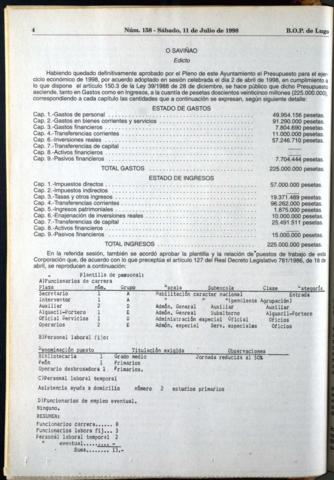 4 Núm. 158 - Sábado, 11 de Julio de 1998 B.O.P. de Lugo
O SAVIÑAO
Edicto
Habiendo quedado definitivamente aprobado por el Pleno de este Ayuntamiento el Presupuesto para el ejer-
cicio económico de 1998, por acuerdo adoptado en sesión celebrada el día 2 de abril de 1998, en cumplimiento a
lo que dispone el artículo 150.3 de la Ley 39/1988 de 28 de diciembre, se hace público que dicho Presupuesto
asciende, tanto en Gastos como en Ingresos, a la cuantía de pesetas doscientos veinticinco millones (225.000.000),
correspondiendo a cada capítulo las cantidades que a continuación se expresan, según siguiente detalle:
ESTADO DE GASTOS
Cap. 1.-Gastos de personal 49.954.156 pesetas.
Cap. 2.-Gastos en bienes corrientes y servicios 91.290.000 pesetas.
Cap. 3.-Gastos financieros 7.804.690 pesetas.
Cap. 4.-Transferencias corrientes 11.000.000 pesetas.
Cap. 6.-Inversiones reales 57.246.710 pesetas.
Cap. 7.-Transferencias de capital
Cap. 8.-Activos financieros
Cap. 9.-Pasivos financieros 7.704.444 pesetas.
TOTAL GASTOS 225.000.000 pesetas.
ESTADO DE INGRESOS
Cap. 1.-Impuestos directos 57.000.000 pesetas.
Cap. 2.-Impuestos indirectos
Cap. 3.-Tasas y otros ingresos 19.371.489 pesetas.
Cap. 4.-Transferencias corrientes 96.262.000 pesetas.
Cap. 5.-Ingresos patrimoniales 1.875.000 pesetas.
Cap. 6.-Enajenación de inversiones reales 10.000.000 pesetas.
Cap. 7.-Transferencias de capital 25.491.511 pesetas.
Cap. 8.-Activos financieros
Cap. 9.-Pasivos financieros 15.000.000 pesetas.
TOTAL INGRESOS 225.000.000 pesetas.
En la referida sesión, también se acordó aprobar la plantilla y la relación de puestos de trabajo de esta
Corporación que, de acuerdo con lo que preceptúa el artículo 127 del Real Decreto Legislativo 781/1986, de 18 de
abril, se reproducen a continuación:
Plantilla de personal:
A)Funcionarios de carrera
Plaza núm. Grupo Escala Subescala Clase Categoría
Secretario 1 A Habilitación caracter nacional Entrada
Interventor 1 A " " "(pendiente Agrupación)
Auxiliar 2 D Admón. General Auxiliar Auxiliar
Alguacil-Portero 1 E Admón. General Subalterno Alguacil-Portero
Oficial Servicios 1 D Administración especial Oficial Oficios
Operarios 2 E Admón. especial Serv. especiales Oficios
B)Personal laboral fijo:
Denominación puesto Titulación exigida Observaciones
Bibliotecaria 1 Grado medio Jornada reducida al 50%
Peón 1 Primarios.
Operario desbrozadora 1 Primarios.
C)Personal laboral temporal
Asistencia ayuda a domicilio número 2 estudios primarios
D)Funcionarios de empleo eventual.
Ninguno.
RESUMEN:
Funcionarios carrera...... 8
Funcionarios labora fij... 3
Personal laboral temporal 2
eventual........ -
Suma........ 13.-